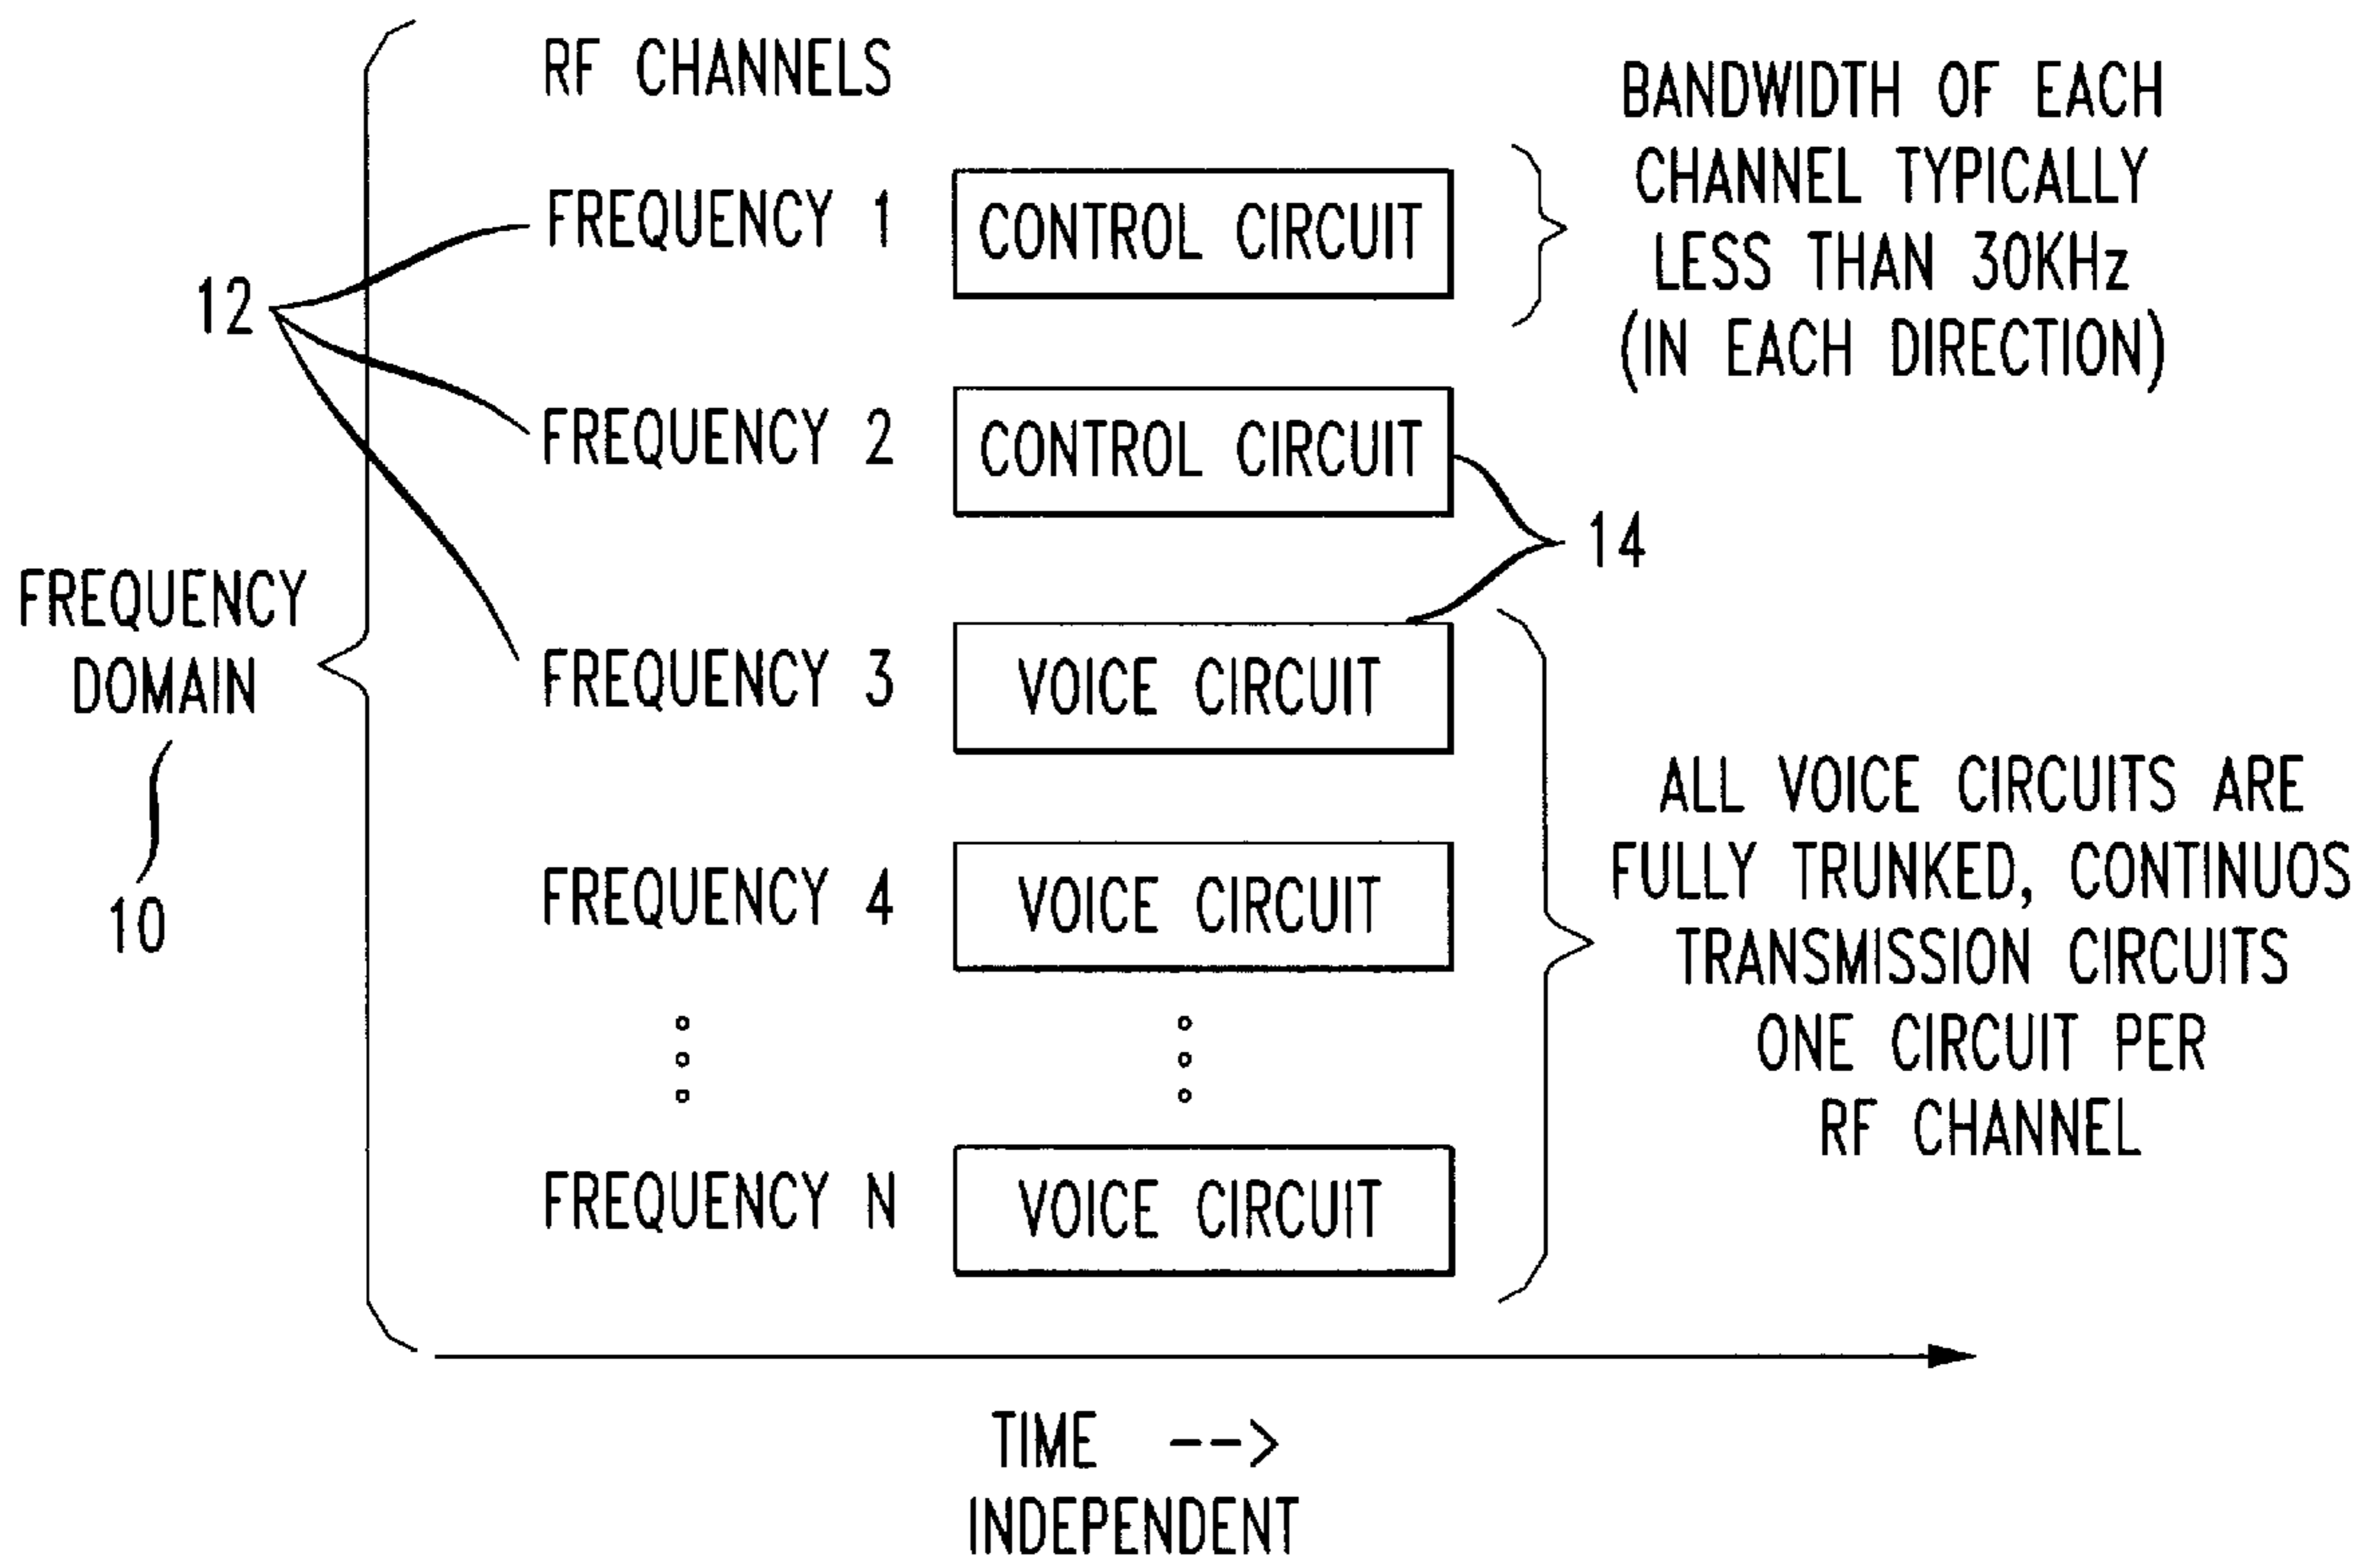 RF CHANNELS
BANDWIDTH OF EACH
CHANNEL TYPICALLY
LESS THAN 30KHz
(IN EACH DIRECTION)
FREQUENCY 1
CONTROL CIRCUIT
12
FREQUENCY 2
CONTROL CIRCUIT
14
FREQUENCY
DOMAIN
10
FREQUENCY 3
VOICE CIRCUIT
FREQUENCY 4
VOICE CIRCUIT
ALL VOICE CIRCUITS ARE
FULLY TRUNKED, CONTINUOS
TRANSMISSION CIRCUITS
ONE CIRCUIT PER
RF CHANNEL
FREQUENCY N
VOICE CIRCUIT
TIME -->
INDEPENDENT